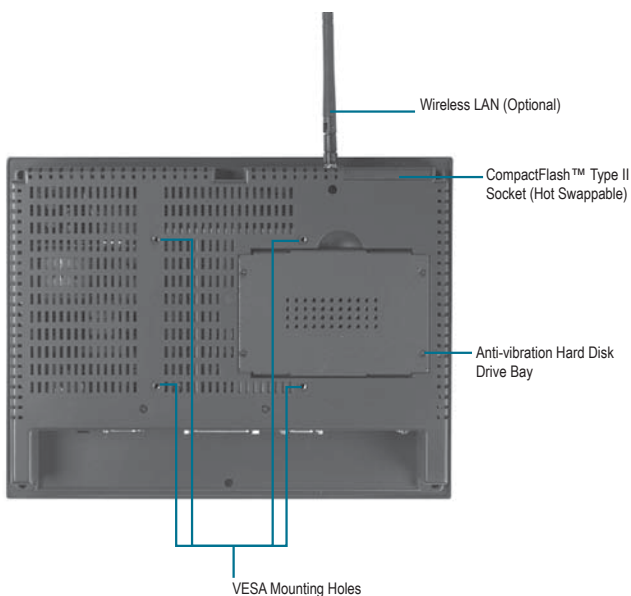 Wireless LAN (Optional)
CompactFlash™ Type II
Socket (Hot Swappable)
Anti-vibration Hard Disk
Drive Bay
VESA Mounting Holes